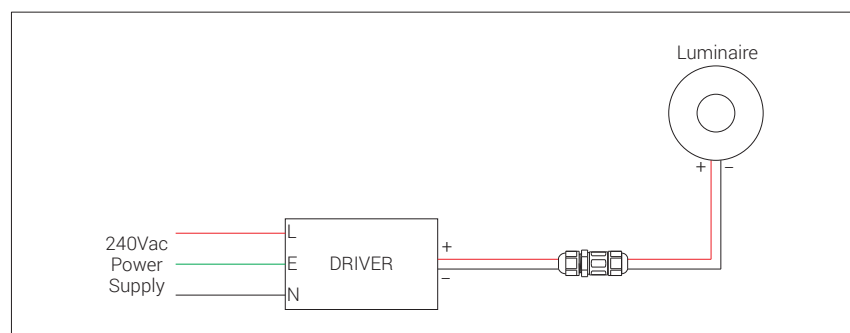 Luminaire
+ –
240Vac
Power
Supply
L
E
N
DRIVER
+
–